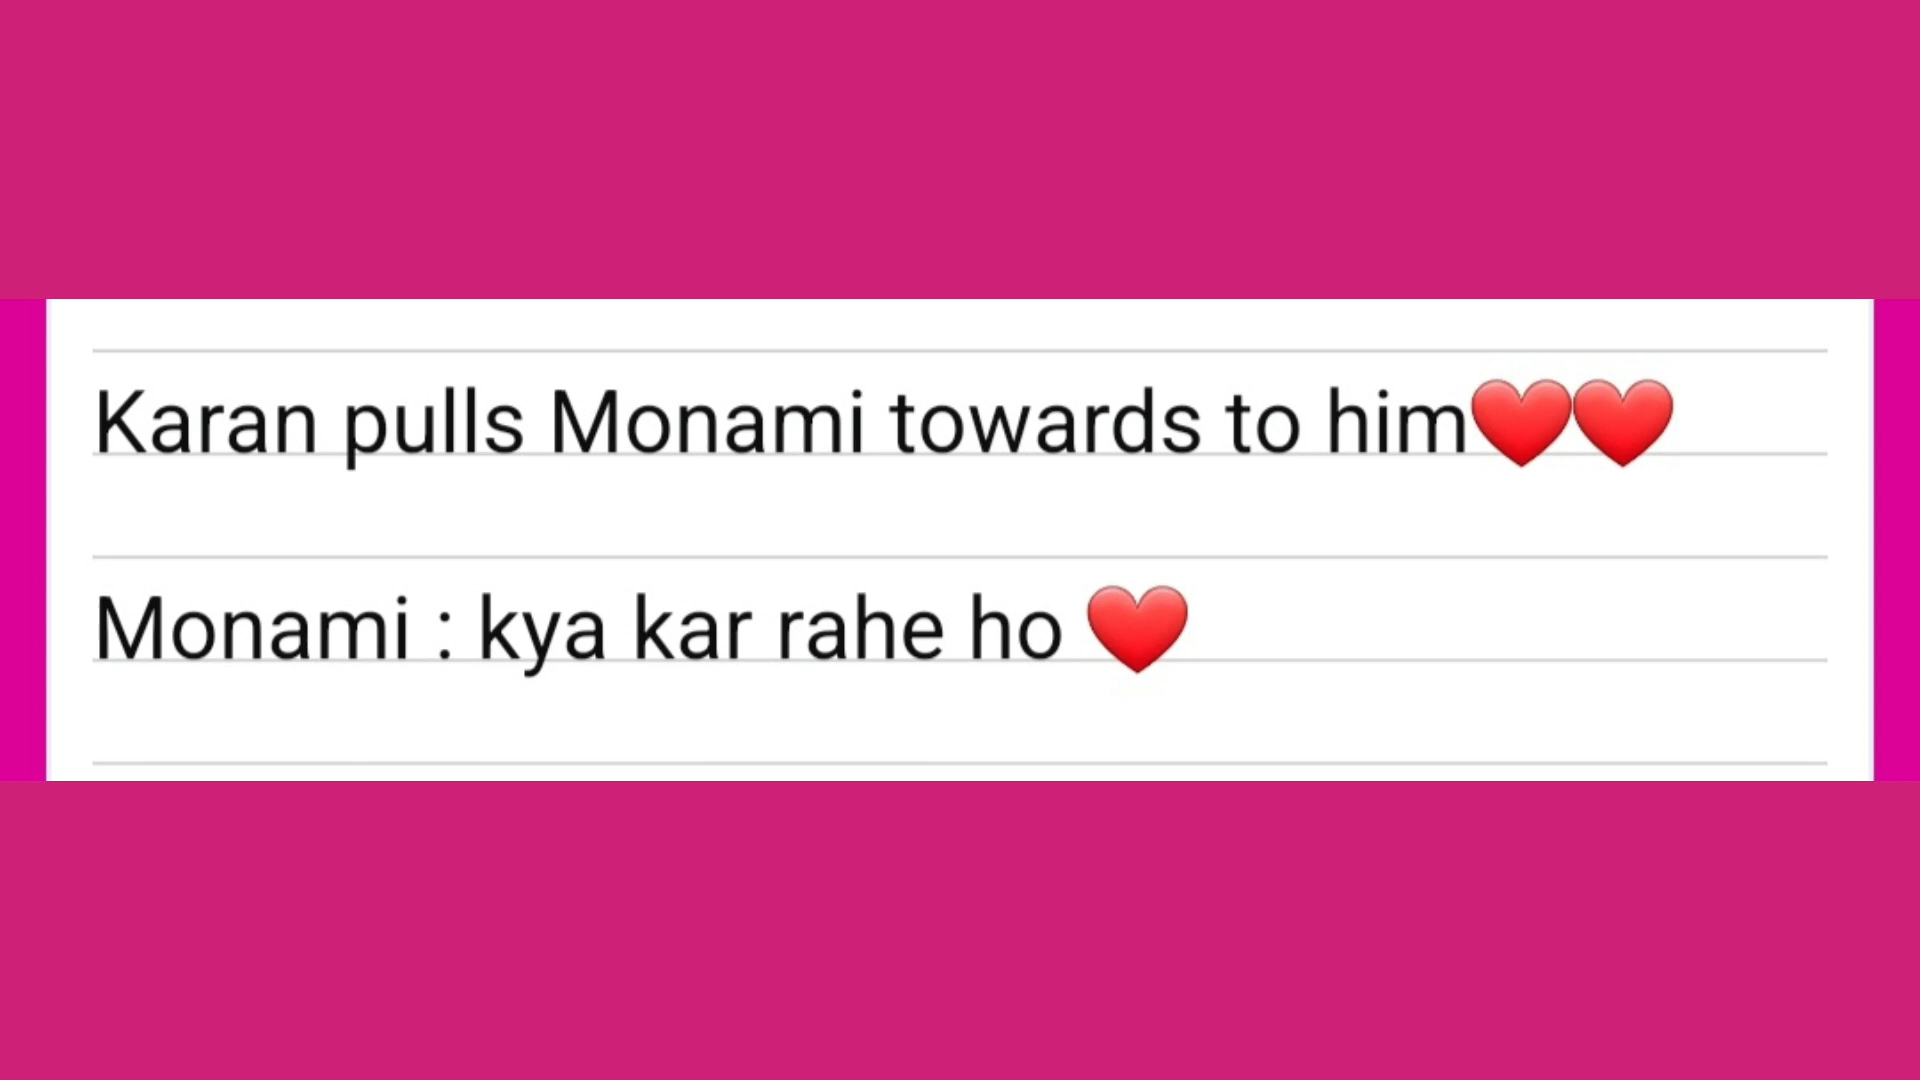 Karan pulls Monami towards to him❤️❤️
Monami : kya kar rahe ho ❤️